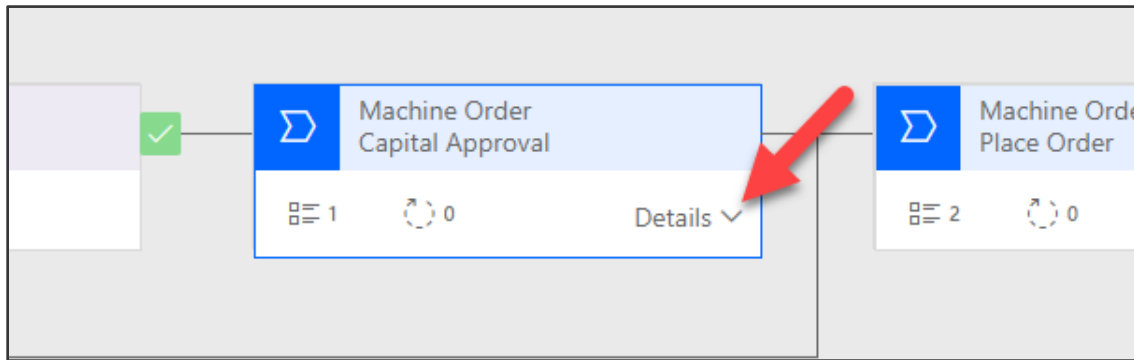 Machine Order
Capital Approval
1
0
Details
Machine Orde
Place Order
2
0